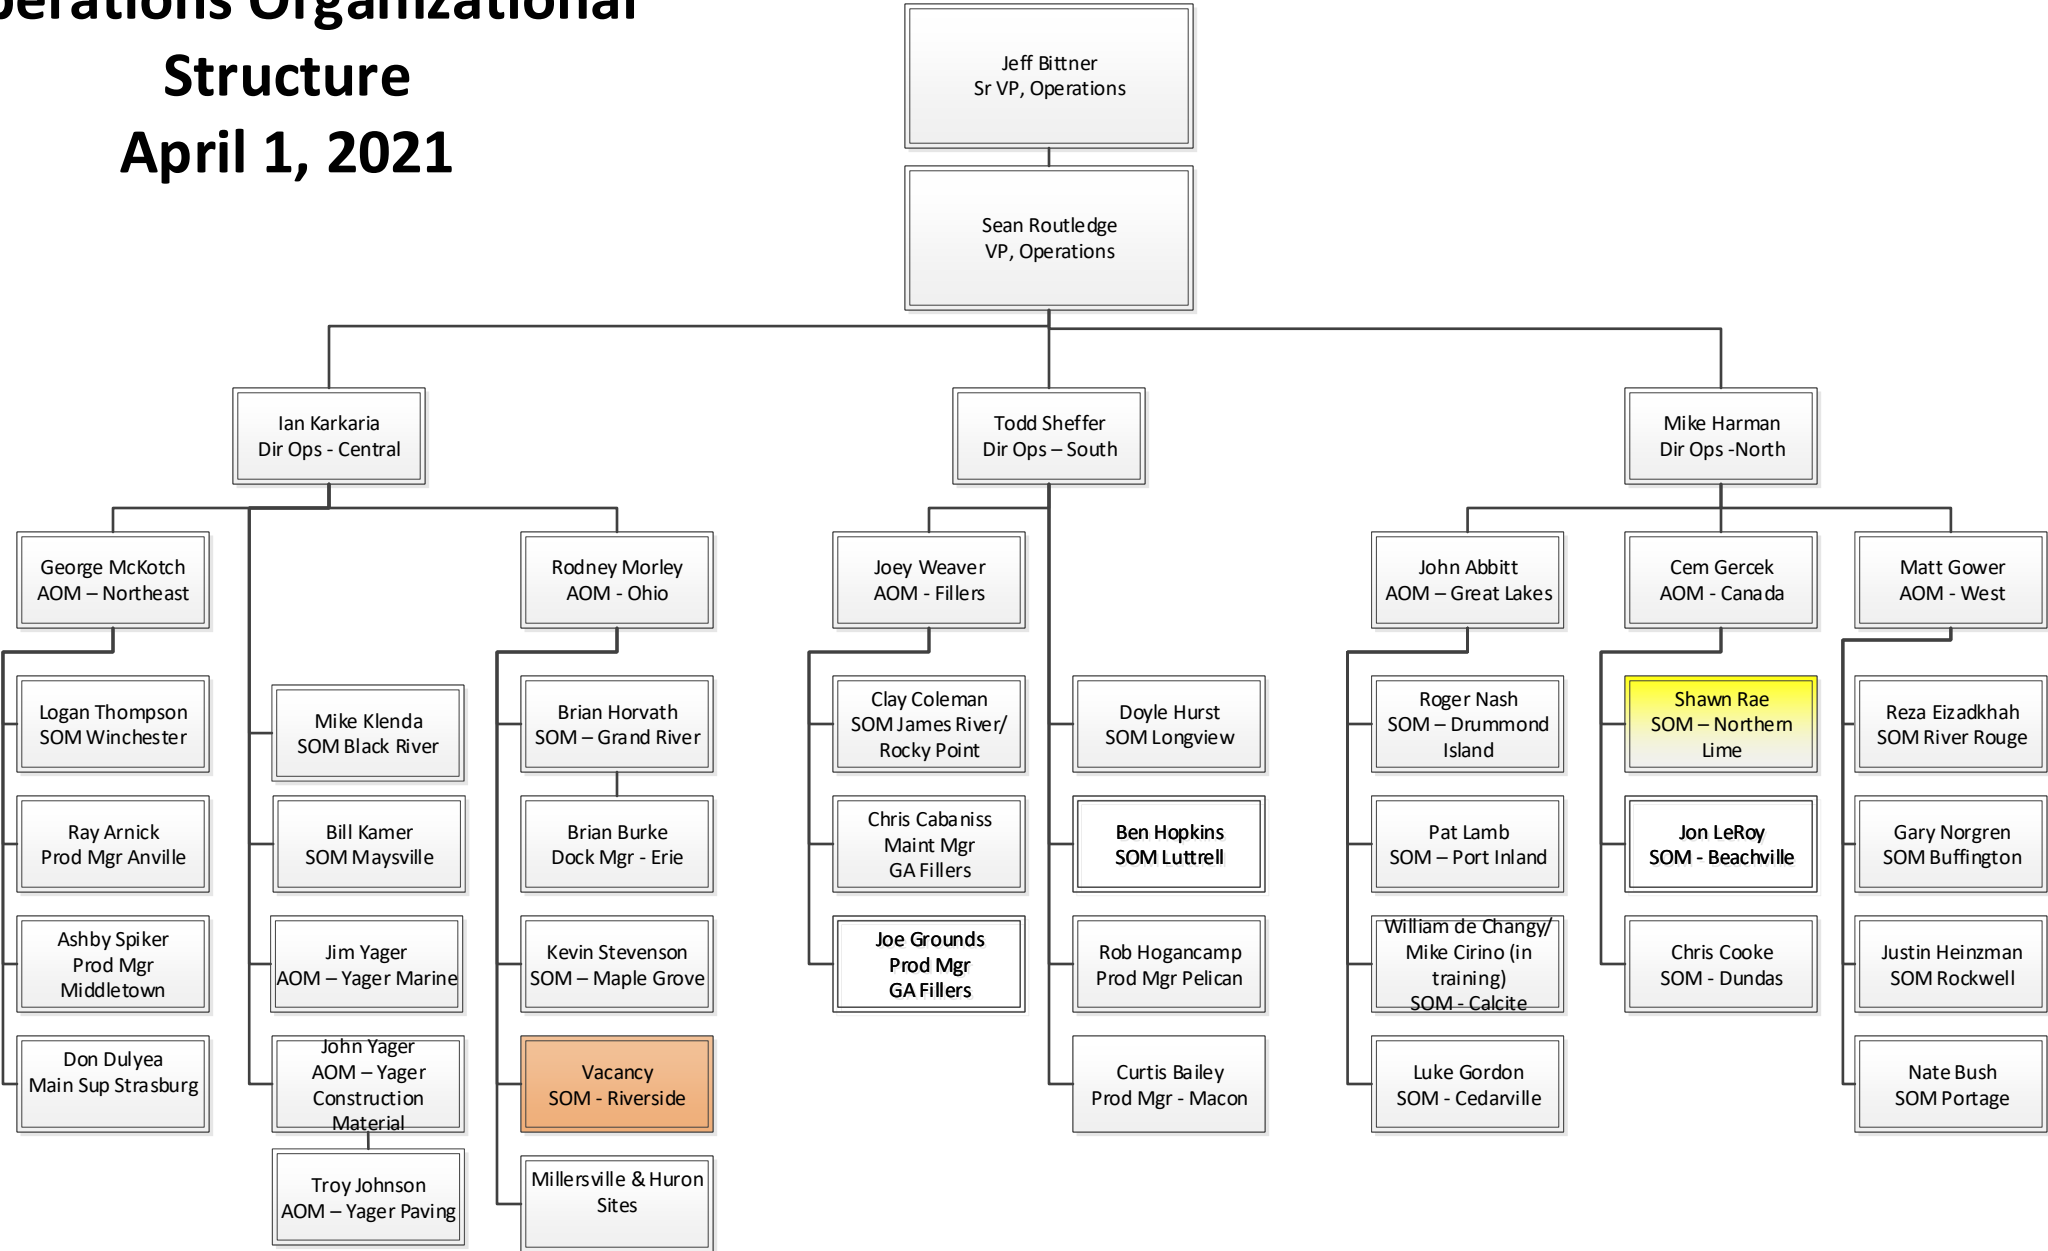 perations Organizational
Structure
April 1, 2021
Jeff Bittner
Sr VP, Operations
Sean Routledge
VP, Operations
Ian Karkaria
Dir Ops - Central
Todd Sheffer
Dir Ops – South
Mike Harman
Dir Ops -North
George McKotch
AOM – Northeast
Rodney Morley
AOM - Ohio
Joey Weaver
AOM - Fillers
John Abbitt
AOM – Great Lakes
Cem Gercek
AOM - Canada
Matt Gower
AOM - West
Logan Thompson
SOM Winchester
Mike Klenda
SOM Black River
Brian Horvath
SOM – Grand River
Clay Coleman
SOM James River/
Rocky Point
Doyle Hurst
SOM Longview
Roger Nash
SOM – Drummond
Island
Shawn Rae
SOM – Northern
Lime
Reza Eizadkhah
SOM River Rouge
Ray Arnick
Prod Mgr Anville
Bill Kamer
SOM Maysville
Brian Burke
Dock Mgr - Erie
Chris Cabaniss
Maint Mgr
GA Fillers
Ben Hopkins
SOM Luttrell
Pat Lamb
SOM – Port Inland
Jon LeRoy
SOM - Beachville
Gary Norgren
SOM Buffington
Ashby Spiker
Prod Mgr
Middletown
Jim Yager
AOM – Yager Marine
Kevin Stevenson
SOM – Maple Grove
Joe Grounds
Prod Mgr
GA Fillers
Rob Hogancamp
Prod Mgr Pelican
William de Changy/
Mike Cirino (in
training)
SOM - Calcite
Chris Cooke
SOM - Dundas
Justin Heinzman
SOM Rockwell
Don Dulyea
Main Sup Strasburg
John Yager
AOM – Yager
Construction
Material
Vacancy
SOM - Riverside
Curtis Bailey
Prod Mgr - Macon
Luke Gordon
SOM - Cedarville
Nate Bush
SOM Portage
Troy Johnson
AOM – Yager Paving
Millersville & Huron
Sites